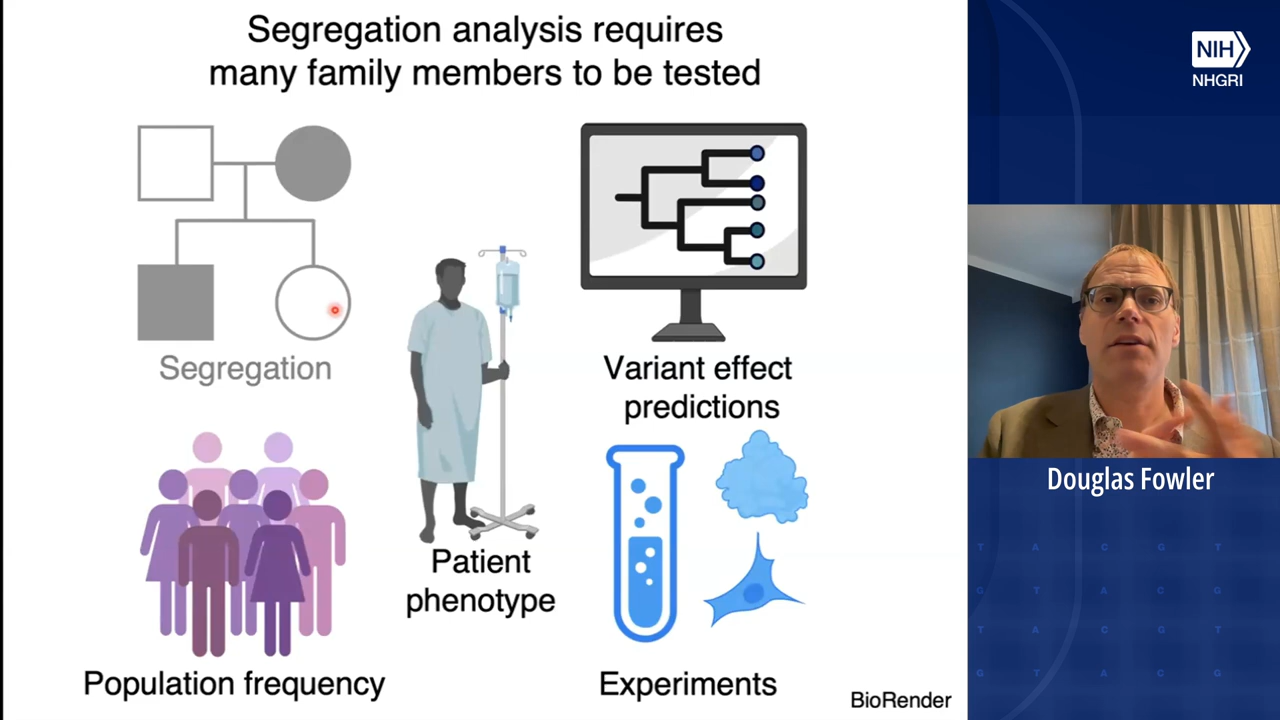 Segregation analysis requires
many family members to be tested
Segregation
Variant effect
predictions
Patient
phenotype
Population frequency
Experiments
BioRender
NIH
NHGRI
Douglas Fowler
T A C G T
G T A C G
T A C G T
G T A C G